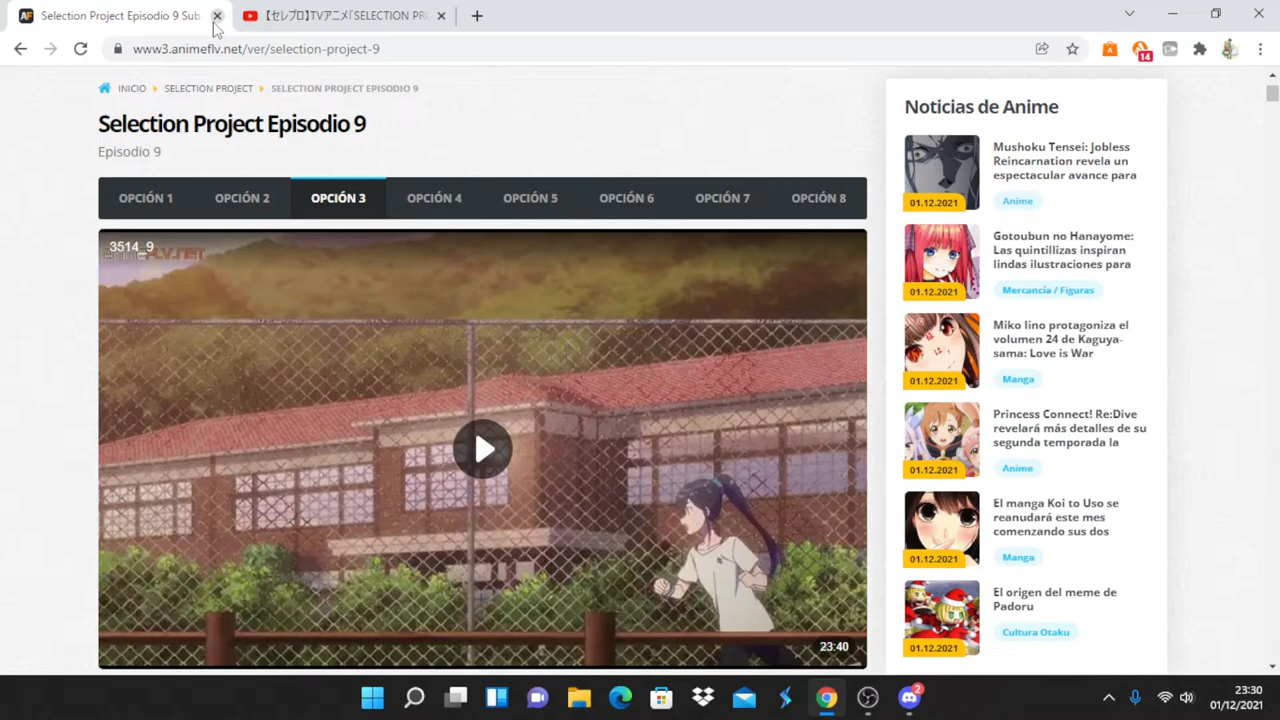 Selection Project Episodio 9 Sub
【セレプロ】TVアニメ「SELECTION PR
www3.animeflv.net/ver/selection-project-9
14
INICIO
SELECTION PROJECT
SELECTION PROJECT EPISODIO 9
Selection Project Episodio 9
Episodio 9
OPCIÓN 1
OPCIÓN 2
OPCIÓN 3
OPCIÓN 4
OPCIÓN 5
OPCIÓN 6
OPCIÓN 7
OPCIÓN 8
3514_9
23:40
Noticias de Anime
Mushoku Tensei: Jobless
Reincarnation revela un
espectacular avance para
Anime
01.12.2021
Gotoubun no Hanayome:
Las quintillizas inspiran
lindas ilustraciones para
Mercancía / Figuras
01.12.2021
Miko Iino protagoniza el
volumen 24 de Kaguya-
sama: Love is War
Manga
01.12.2021
Princess Connect! Re:Dive
revelará más detalles de su
segunda temporada la
Anime
01.12.2021
El manga Koi to Uso se
reanudará este mes
comenzando sus dos
Manga
01.12.2021
El origen del meme de
Padoru
Cultura Otaku
01.12.2021
2
23:30
01/12/2021